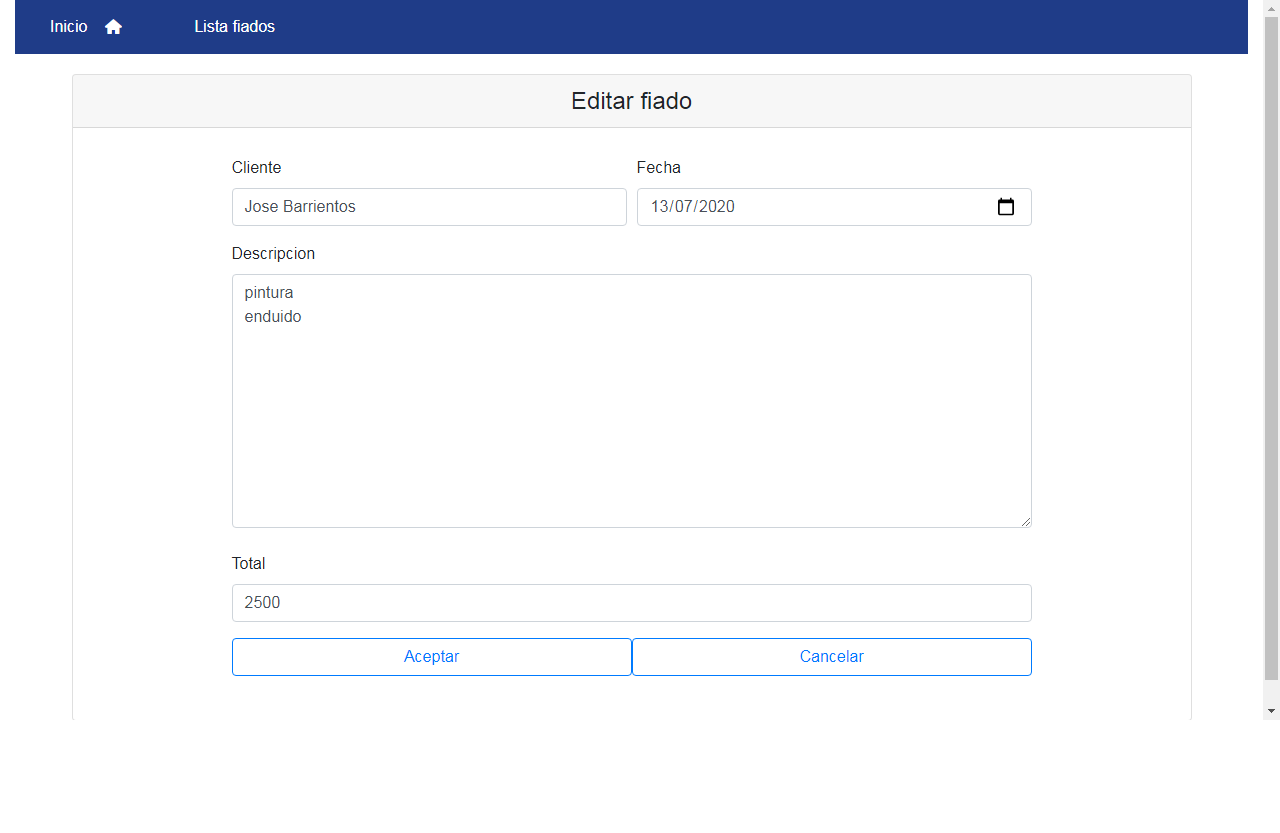 Inicio Lista fiados
Editar fiado
Cliente Fecha
Jose Barrientos 13/07/2020
Descripcion
pintura
enduido
Total
2500
Aceptar Cancelar